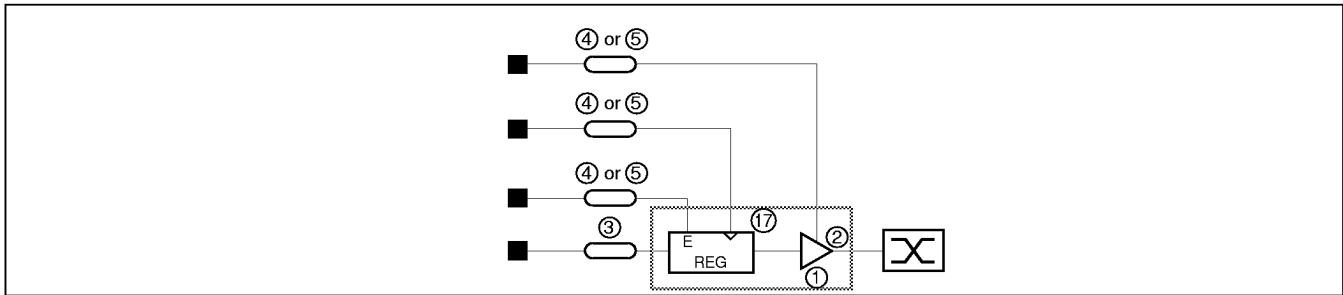 ④ or ⑤
④ or ⑤
④ or ⑤
③
⑰
E
REG
②
①